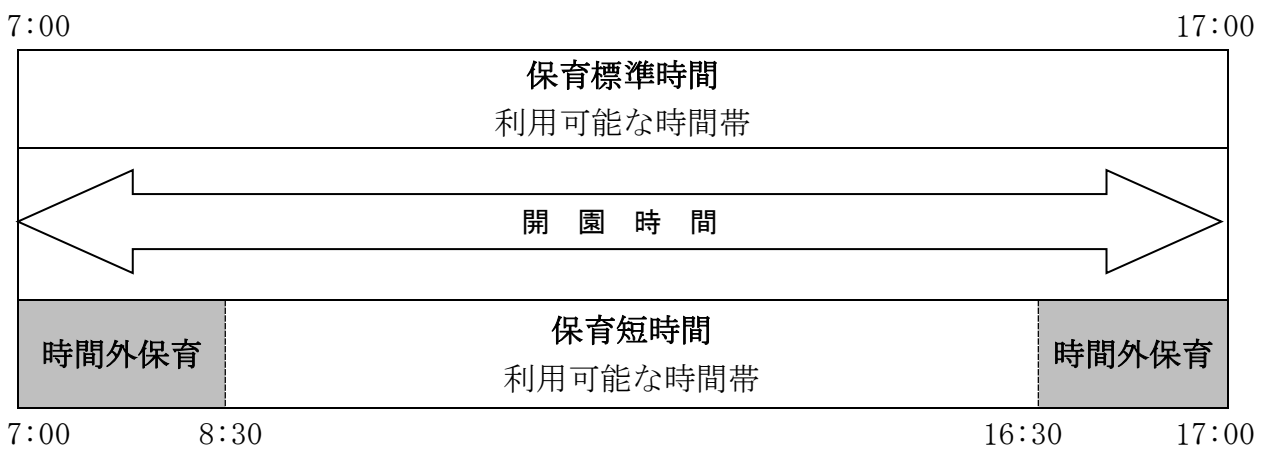 7:00 17:00
保育標準時間
利用可能な時間帯
開 園 時 間
時間外保育
保育短時間
利用可能な時間帯
時間外保育
7:00 8:30 16:30 17:00